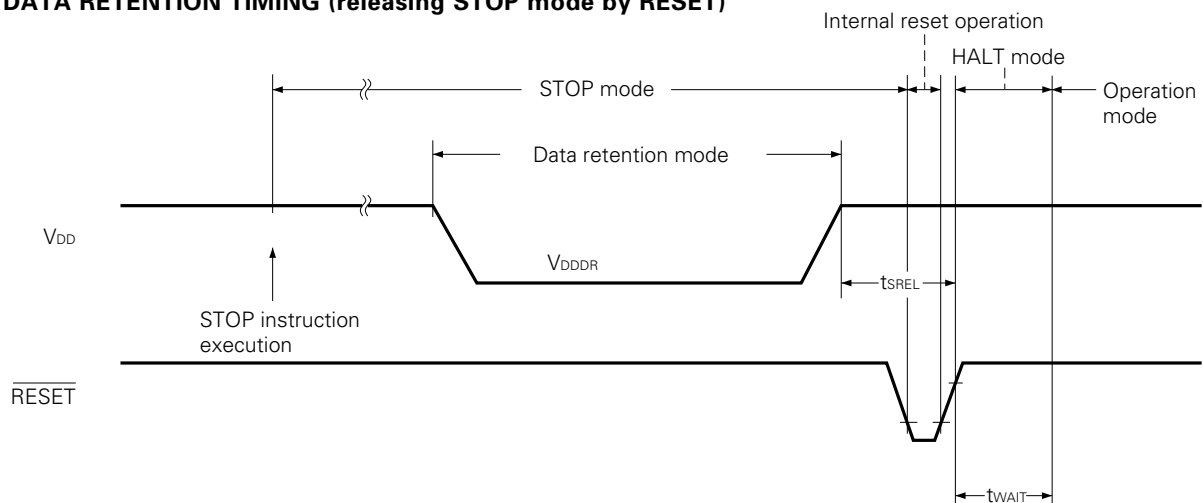 DATA RETENTION TIMING (releasing STOP mode by RESET)
Internal reset operation
HALT mode
STOP mode
Operation
mode
Data retention mode
VDD
VDDDR
tSREL
STOP instruction
execution
RESET
tWAIT